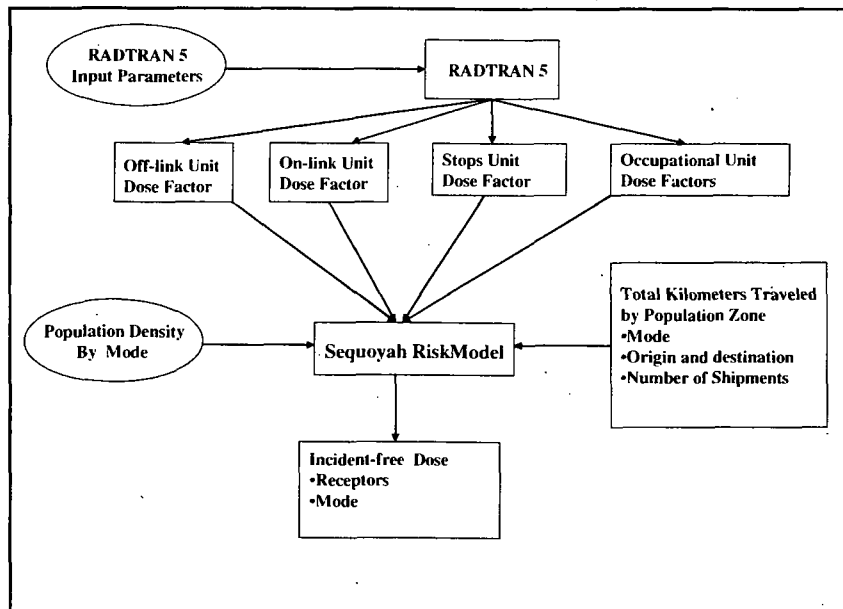 RADTRAN 5
Input Parameters
RADTRAN 5
Off-link Unit
Dose Factor
On-link Unit
Dose Factor
Stops Unit
Dose Factor
Occupational Unit
Dose Factors
Population Density
By Mode
Sequoyah RiskModel
Total Kilometers Traveled
by Population Zone
•Mode
•Origin and destination
•Number of Shipments
Incident-free Dose
•Receptors
•Mode